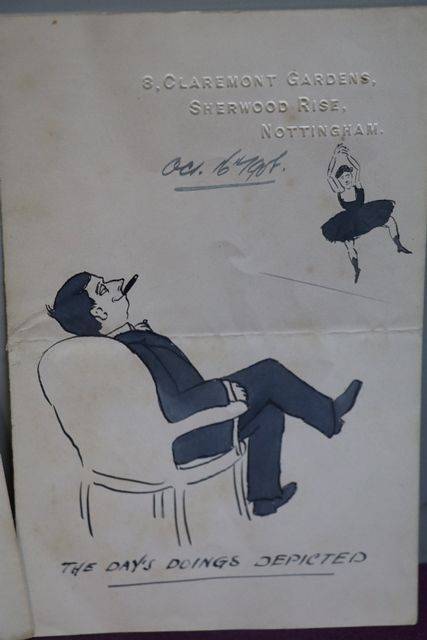 8, CLAREMONT GARDENS,
SHERWOOD RISE,
NOTTINGHAM.
Oct. 16th
THE DAY'S DOINGS DEPICTED